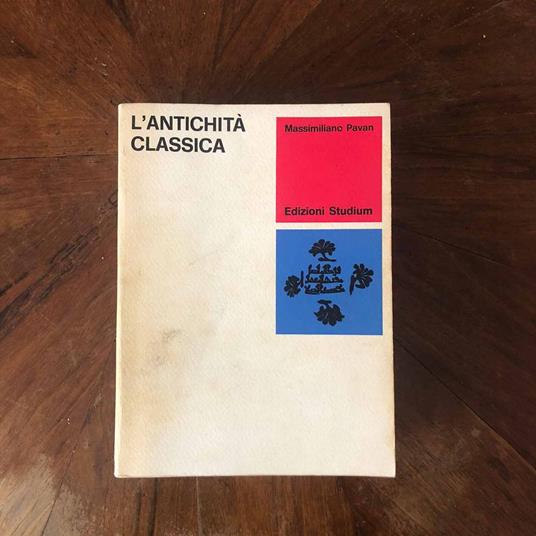 L'ANTICHITÀ
CLASSICA
Massimiliano Pavan
Edizioni Studium